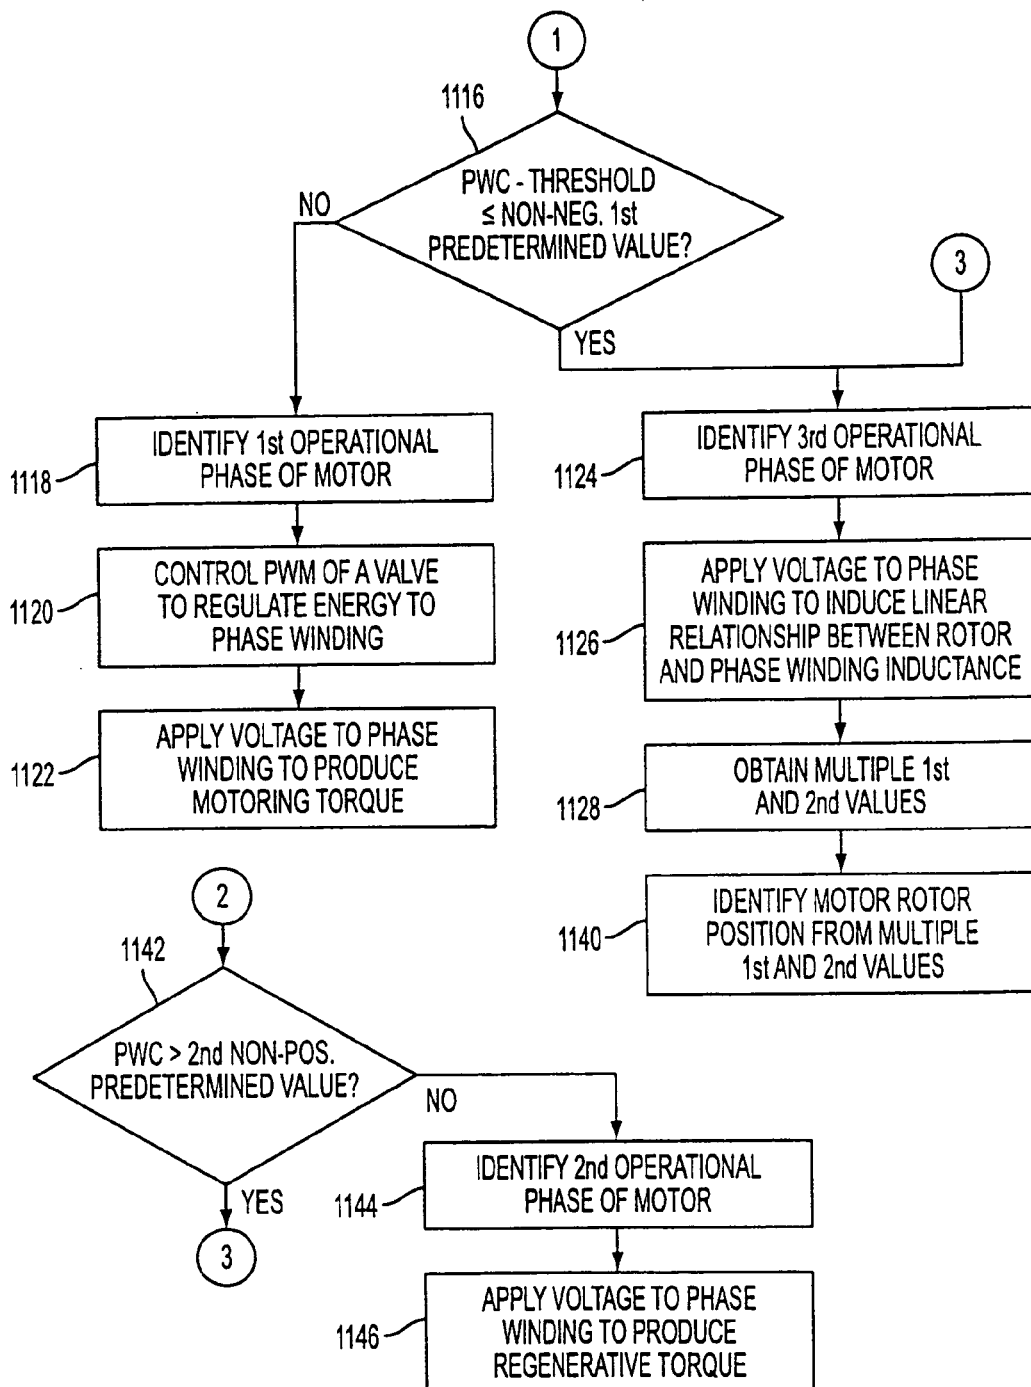 1
1116
PWC - THRESHOLD
≤ NON-NEG. 1st
PREDETERMINED VALUE?
NO
YES
3
1118
IDENTIFY 1st OPERATIONAL
PHASE OF MOTOR
1120
CONTROL PWM OF A VALVE
TO REGULATE ENERGY TO
PHASE WINDING
1122
APPLY VOLTAGE TO PHASE
WINDING TO PRODUCE
MOTORING TORQUE
1124
IDENTIFY 3rd OPERATIONAL
PHASE OF MOTOR
1126
APPLY VOLTAGE TO PHASE
WINDING TO INDUCE LINEAR
RELATIONSHIP BETWEEN ROTOR
AND PHASE WINDING INDUCTANCE
1128
OBTAIN MULTIPLE 1st
AND 2nd VALUES
1140
IDENTIFY MOTOR ROTOR
POSITION FROM MULTIPLE
1st AND 2nd VALUES
2
1142
PWC > 2nd NON-POS.
PREDETERMINED VALUE?
NO
YES
3
1144
IDENTIFY 2nd OPERATIONAL
PHASE OF MOTOR
1146
APPLY VOLTAGE TO PHASE
WINDING TO PRODUCE
REGENERATIVE TORQUE